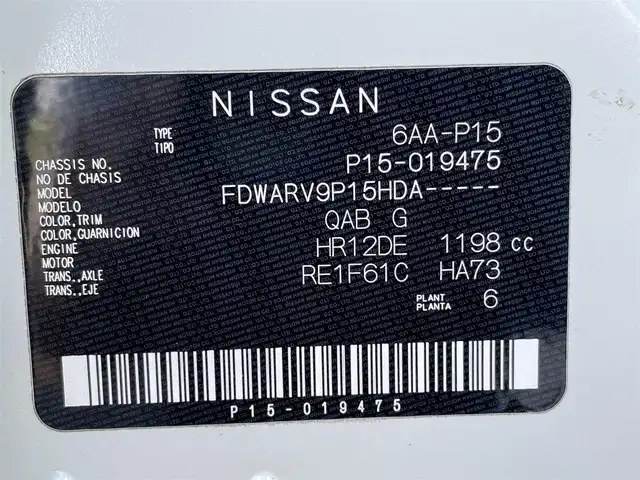 NISSAN
TYPE
TIPO 6AA-P15
CHASSIS NO. P15-019475
NO DE CHASIS
MODEL FDWARV9P15HDA-----
MODELO
COLOR,TRIM QAB G
COLOR,GUARNICION
ENGINE HR12DE 1198 cc
MOTOR
TRANS.,AXLE RE1F61C HA73
TRANS.,EJE
PLANT
PLANTA 6
P15-019475